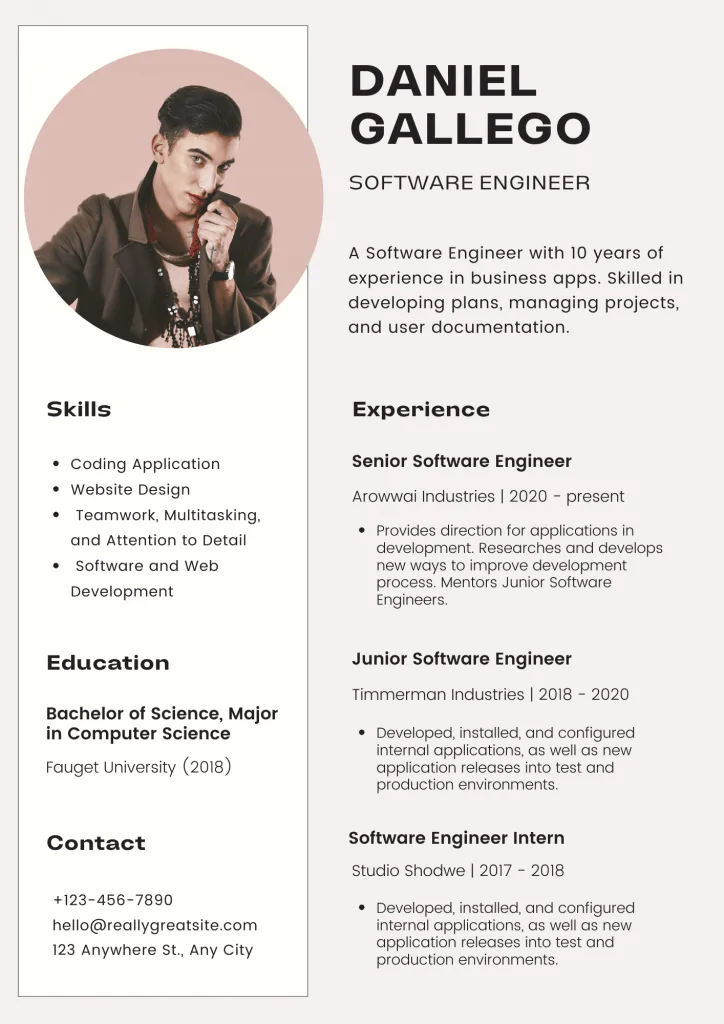 DANIEL
GALLEGO
SOFTWARE ENGINEER
A Software Engineer with 10 years of
experience in business apps. Skilled in
developing plans, managing projects,
and user documentation.
Skills
• Coding Application
• Website Design
• Teamwork, Multitasking,
and Attention to Detail
• Software and Web
Development
Education
Bachelor of Science, Major
in Computer Science
Fauget University (2018)
Contact
+123-456-7890
hello@reallygreatsite.com
123 Anywhere St., Any City
Experience
Senior Software Engineer
Arowwai Industries | 2020 - present
• Provides direction for applications in
development. Researches and develops
new ways to improve development
process. Mentors Junior Software
Engineers.
Junior Software Engineer
Timmerman Industries | 2018 - 2020
• Developed, installed, and configured
internal applications, as well as new
application releases into test and
production environments.
Software Engineer Intern
Studio Shodwe | 2017 - 2018
• Developed, installed, and configured
internal applications, as well as new
application releases into test and
production environments.